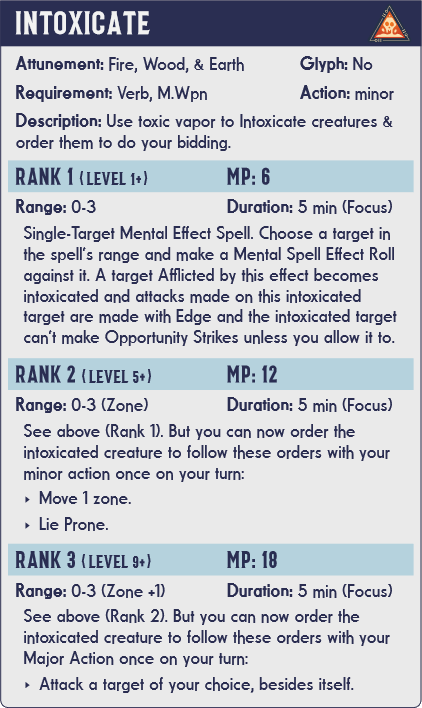 INTOXICATE
Attunement: Fire, Wood, & Earth Glyph: No
Requirement: Verb, M.Wpn Action: minor
Description: Use toxic vapor to Intoxicate creatures &
order them to do your bidding.
RANK 1 (LEVEL 1+) MP: 6
Range: 0-3 Duration: 5 min (Focus)
Single-Target Mental Effect Spell. Choose a target in
the spell's range and make a Mental Spell Effect Roll
against it. A target Afflicted by this effect becomes
intoxicated and attacks made on this intoxicated
target are made with Edge and the intoxicated target
can't make Opportunity Strikes unless you allow it to.
RANK 2 (LEVEL 5+) MP: 12
Range: 0-3 (Zone) Duration: 5 min (Focus)
See above (Rank 1). But you can now order the
intoxicated creature to follow these orders with your
minor action once on your turn:
‣ Move 1 zone.
‣ Lie Prone.
RANK 3 (LEVEL 9+) MP: 18
Range: 0-3 (Zone +1) Duration: 5 min (Focus)
See above (Rank 2). But you can now order the
intoxicated creature to follow these orders with your
Major Action once on your turn:
‣ Attack a target of your choice, besides itself.